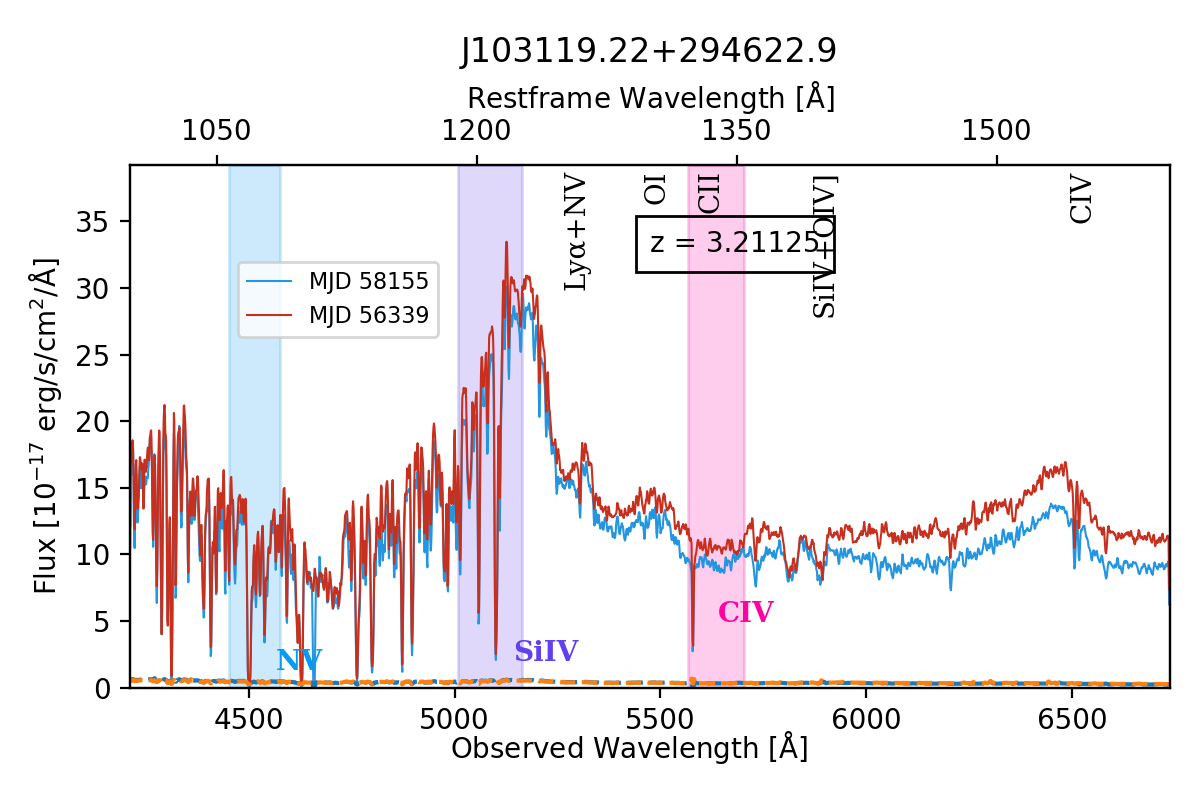 J103119.22+294622.9
Restframe Wavelength [Å]
1050 1200 1350 1500
Flux [10⁻¹⁷ erg/s/cm²/Å]
35
30
25
20
15
10
5
0
Lyα+NV
OI
CII
SiIV+OIV]
CIV
z = 3.21125
MJD 58155
MJD 56339
NV
SiIV
CIV
4500 5000 5500 6000 6500
Observed Wavelength [Å]